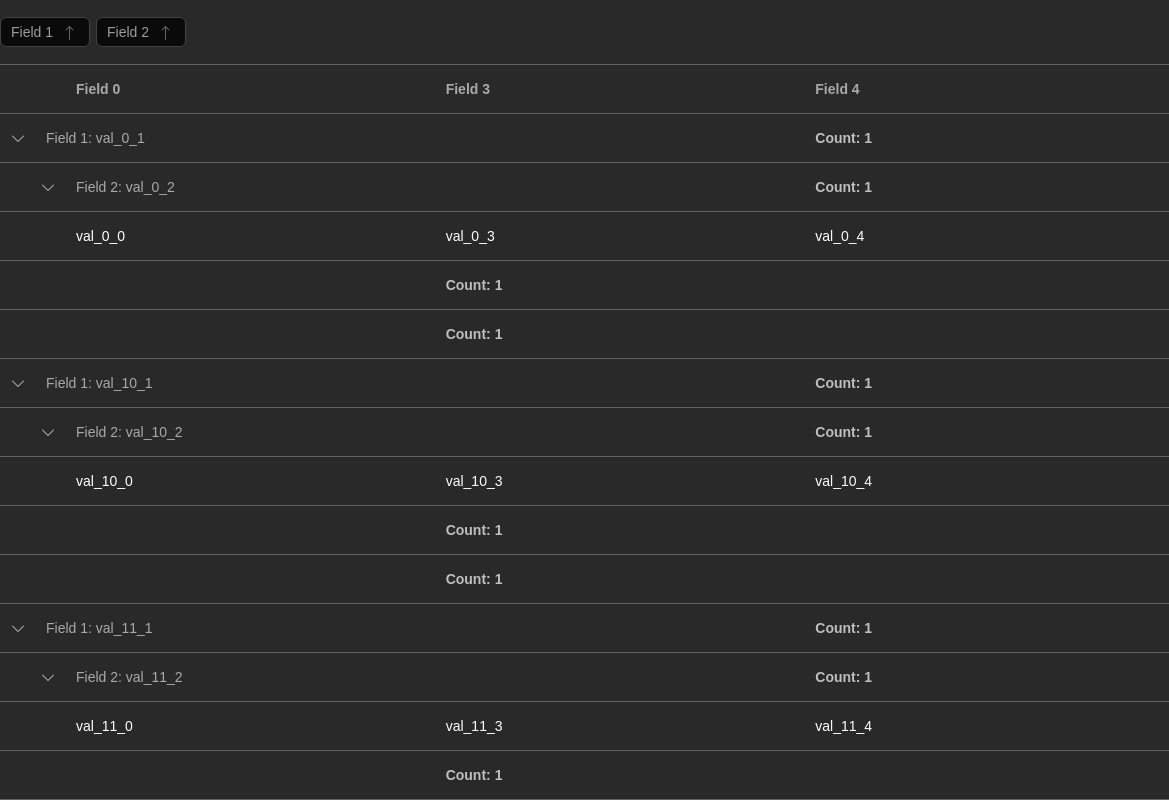 Field 1 Field 2
Field 0 Field 3 Field 4
Field 1: val_0_1 Count: 1
Field 2: val_0_2 Count: 1
val_0_0 val_0_3 val_0_4
Count: 1
Count: 1
Field 1: val_10_1 Count: 1
Field 2: val_10_2 Count: 1
val_10_0 val_10_3 val_10_4
Count: 1
Count: 1
Field 1: val_11_1 Count: 1
Field 2: val_11_2 Count: 1
val_11_0 val_11_3 val_11_4
Count: 1